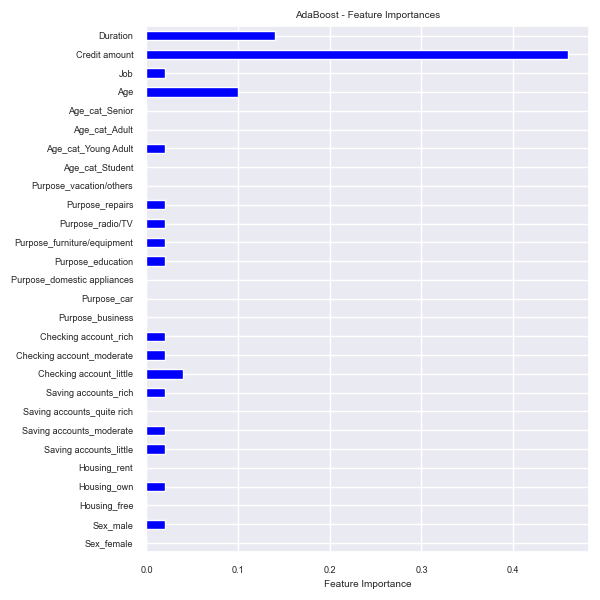 AdaBoost - Feature Importances
Duration
Credit amount
Job
Age
Age_cat_Senior
Age_cat_Adult
Age_cat_Young Adult
Age_cat_Student
Purpose_vacation/others
Purpose_repairs
Purpose_radio/TV
Purpose_furniture/equipment
Purpose_education
Purpose_domestic appliances
Purpose_car
Purpose_business
Checking account_rich
Checking account_moderate
Checking account_little
Saving accounts_rich
Saving accounts_quite rich
Saving accounts_moderate
Saving accounts_little
Housing_rent
Housing_own
Housing_free
Sex_male
Sex_female
0.0 0.1 0.2 0.3 0.4
Feature Importance